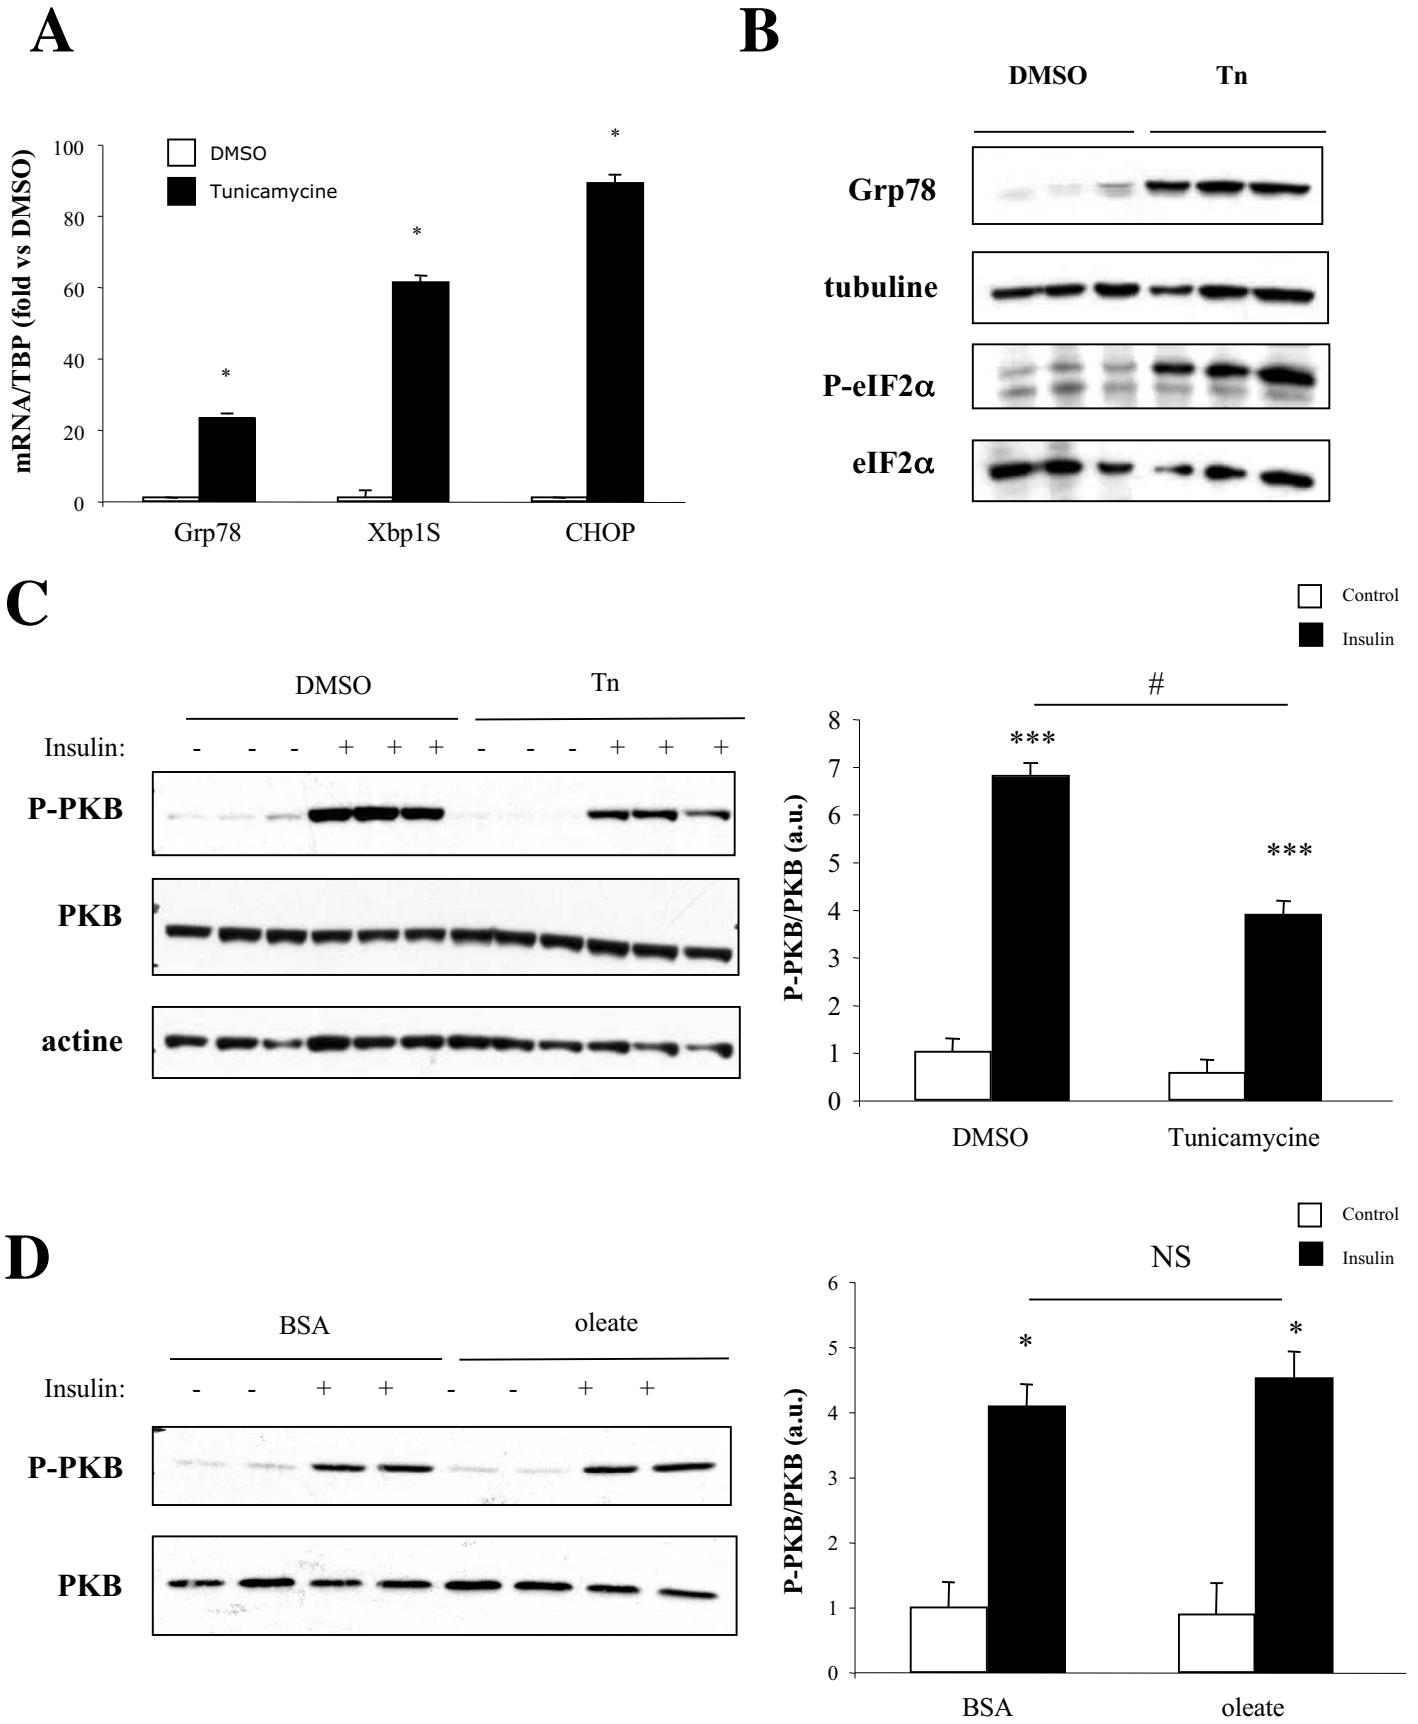 A
DMSO
Tunicamycine
mRNA/TBP (fold vs DMSO)
100
80
60
40
20
0
*
*
*
Grp78 Xbp1S CHOP
B
DMSO Tn
Grp78
tubuline
P-eIF2α
eIF2α
C
DMSO Tn
Insulin: - - - + + + - - - + + +
P-PKB
PKB
actine
Control
Insulin
#
*** ***
P-PKB/PKB (a.u.)
8
7
6
5
4
3
2
1
0
DMSO Tunicamycine
D
BSA oleate
Insulin: - - + + - - + +
P-PKB
PKB
Control
Insulin
NS
* *
P-PKB/PKB (a.u.)
6
5
4
3
2
1
0
BSA oleate